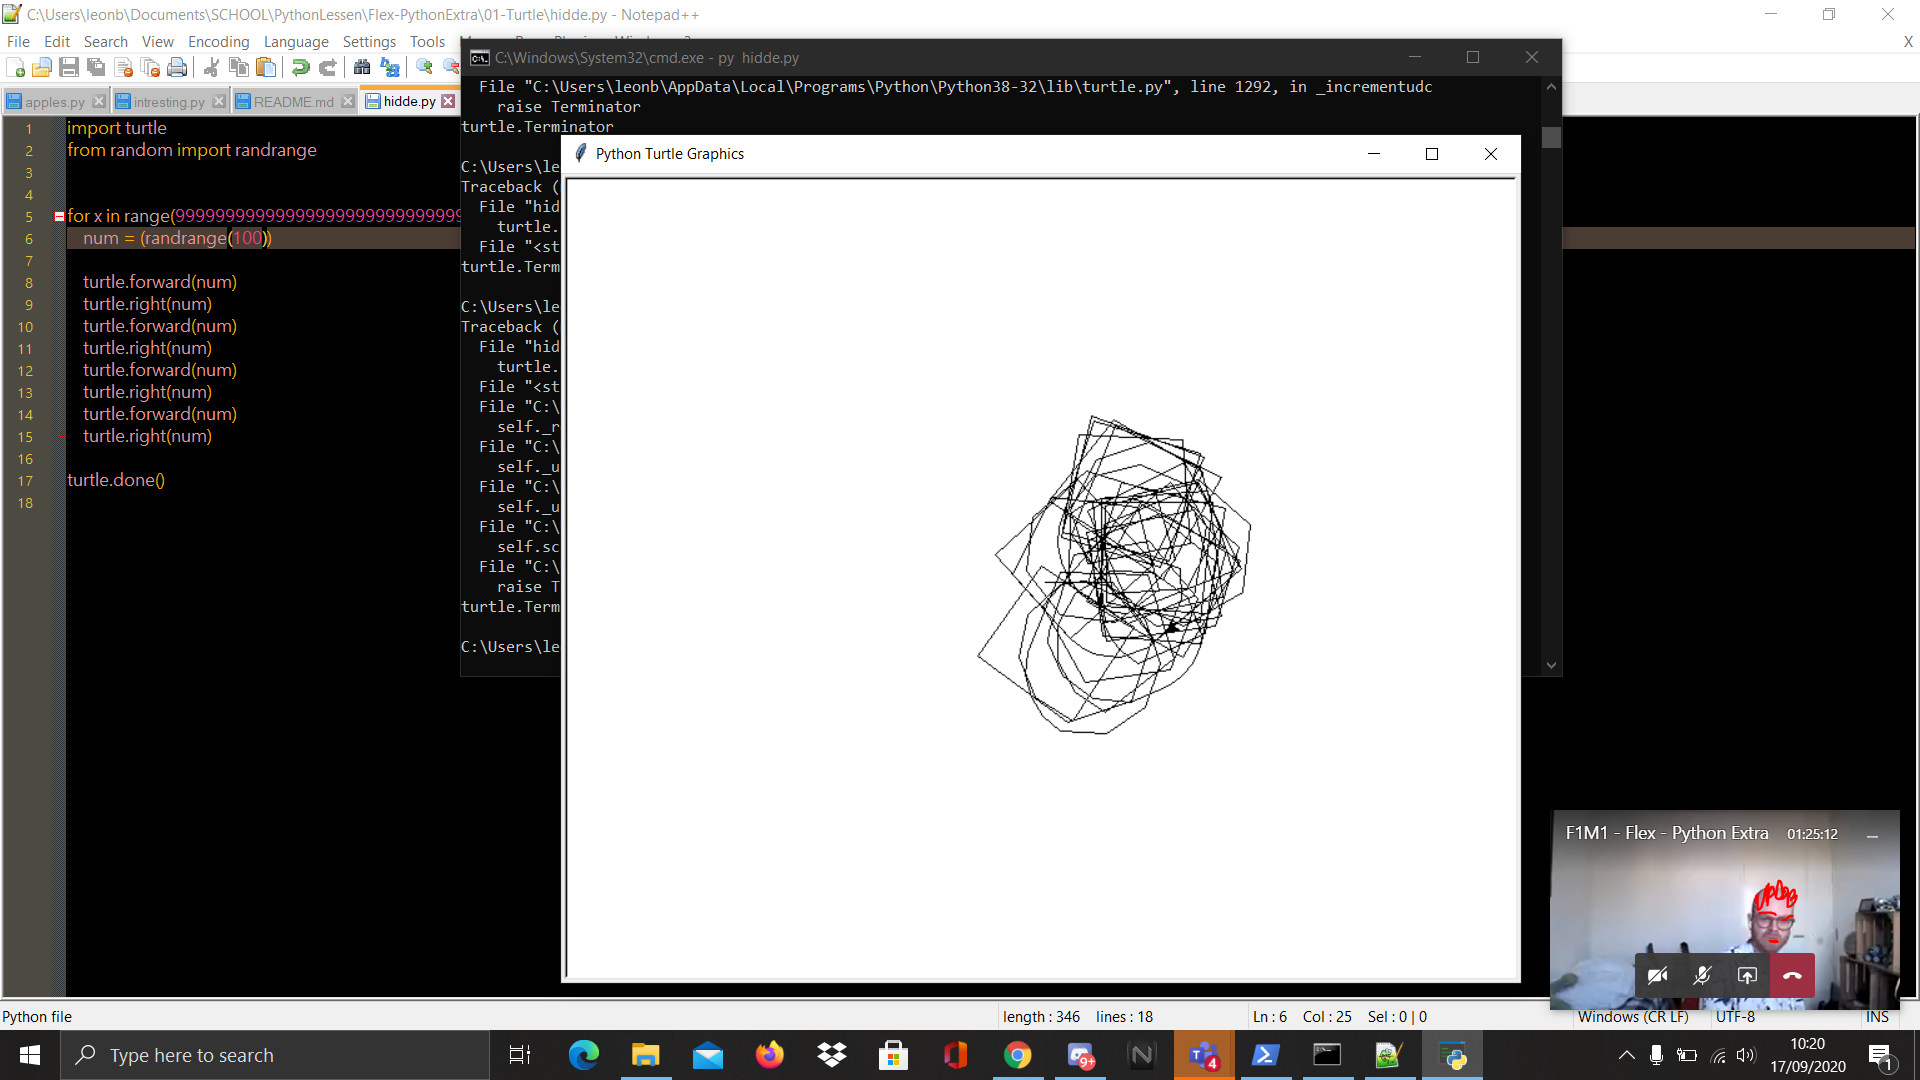 C:\Users\leonb\Documents\SCHOOL\PythonLessen\Flex-PythonExtra\01-Turtle\hidde.py - Notepad++
File Edit Search View Encoding Language Settings Tools
X
apples.py intresting.py README.md hidde.py
1 import turtle
2 from random import randrange
3
4
5 for x in range(99999999999999999999999999999
6 num = (randrange(100))
7
8 turtle.forward(num)
9 turtle.right(num)
10 turtle.forward(num)
11 turtle.right(num)
12 turtle.forward(num)
13 turtle.right(num)
14 turtle.forward(num)
15 turtle.right(num)
16
17 turtle.done()
18
C:\Windows\System32\cmd.exe - py hidde.py
File "C:\Users\leonb\AppData\Local\Programs\Python\Python38-32\lib\turtle.py", line 1292, in _incrementudc
raise Terminator
turtle.Terminator
C:\Users\le
Traceback (
File "hid
turtle.
File "<st
turtle.Term
C:\Users\le
Traceback (
File "hid
turtle.
File "<st
File "C:\
self._r
File "C:\
self._u
File "C:\
self._u
File "C:\
self.sc
File "C:\
raise T
turtle.Term
C:\Users\le
Python Turtle Graphics
F1M1 - Flex - Python Extra 01:25:12
Python file length : 346 lines : 18 Ln : 6 Col : 25 Sel : 0 | 0 Windows (CR LF) UTF-8 INS
Type here to search
9+
4
10:20
17/09/2020
1